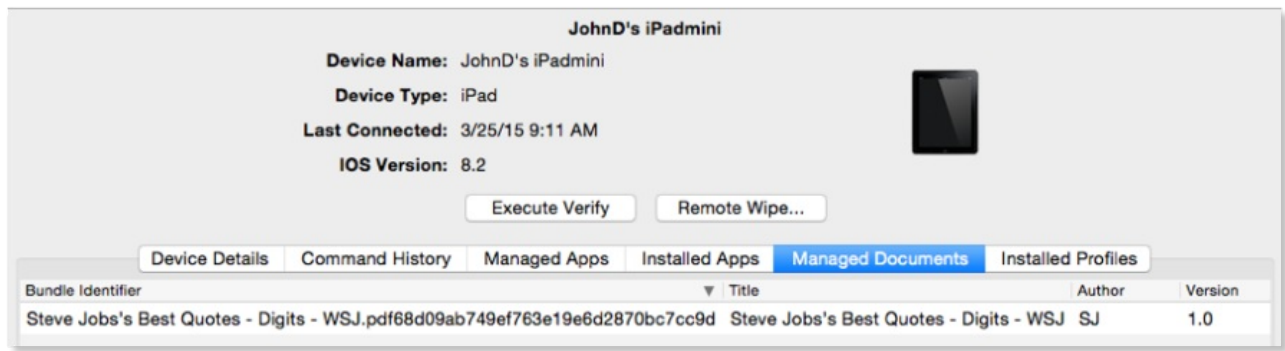 JohnD's iPadmini
Device Name: JohnD's iPadmini
Device Type: iPad
Last Connected: 3/25/15 9:11 AM
IOS Version: 8.2
Execute Verify Remote Wipe...
Device Details Command History Managed Apps Installed Apps Managed Documents Installed Profiles
Bundle Identifier Title Author Version
Steve Jobs's Best Quotes - Digits - WSJ.pdf68d09ab749ef763e19e6d2870bc7cc9d Steve Jobs's Best Quotes - Digits - WSJ SJ 1.0